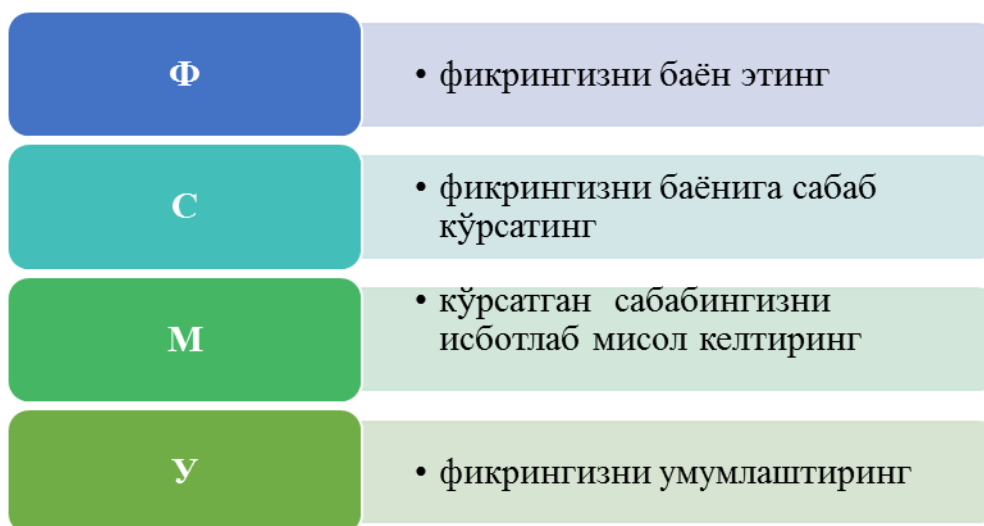 Ф
• фикрингизни баён этинг
С
• фикрингизни баёнига сабаб
кўрсатинг
М
• кўрсатган сабабингизни
исботлаб мисол келтиринг
У
• фикрингизни умумлаштиринг